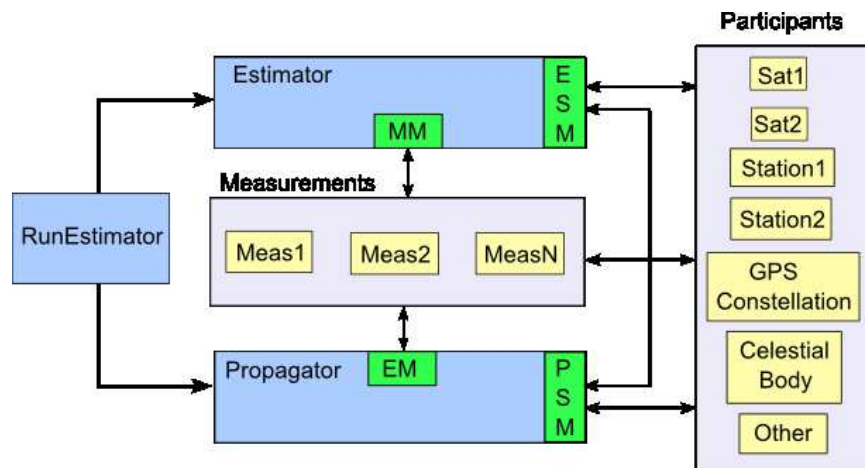 Participants
Estimator
E
S
M
MM
Sat1
Sat2
Station1
Station2
GPS
Constellation
Celestial
Body
Other
Measurements
Meas1
Meas2
MeasN
RunEstimator
Propagator
EM
P
S
M